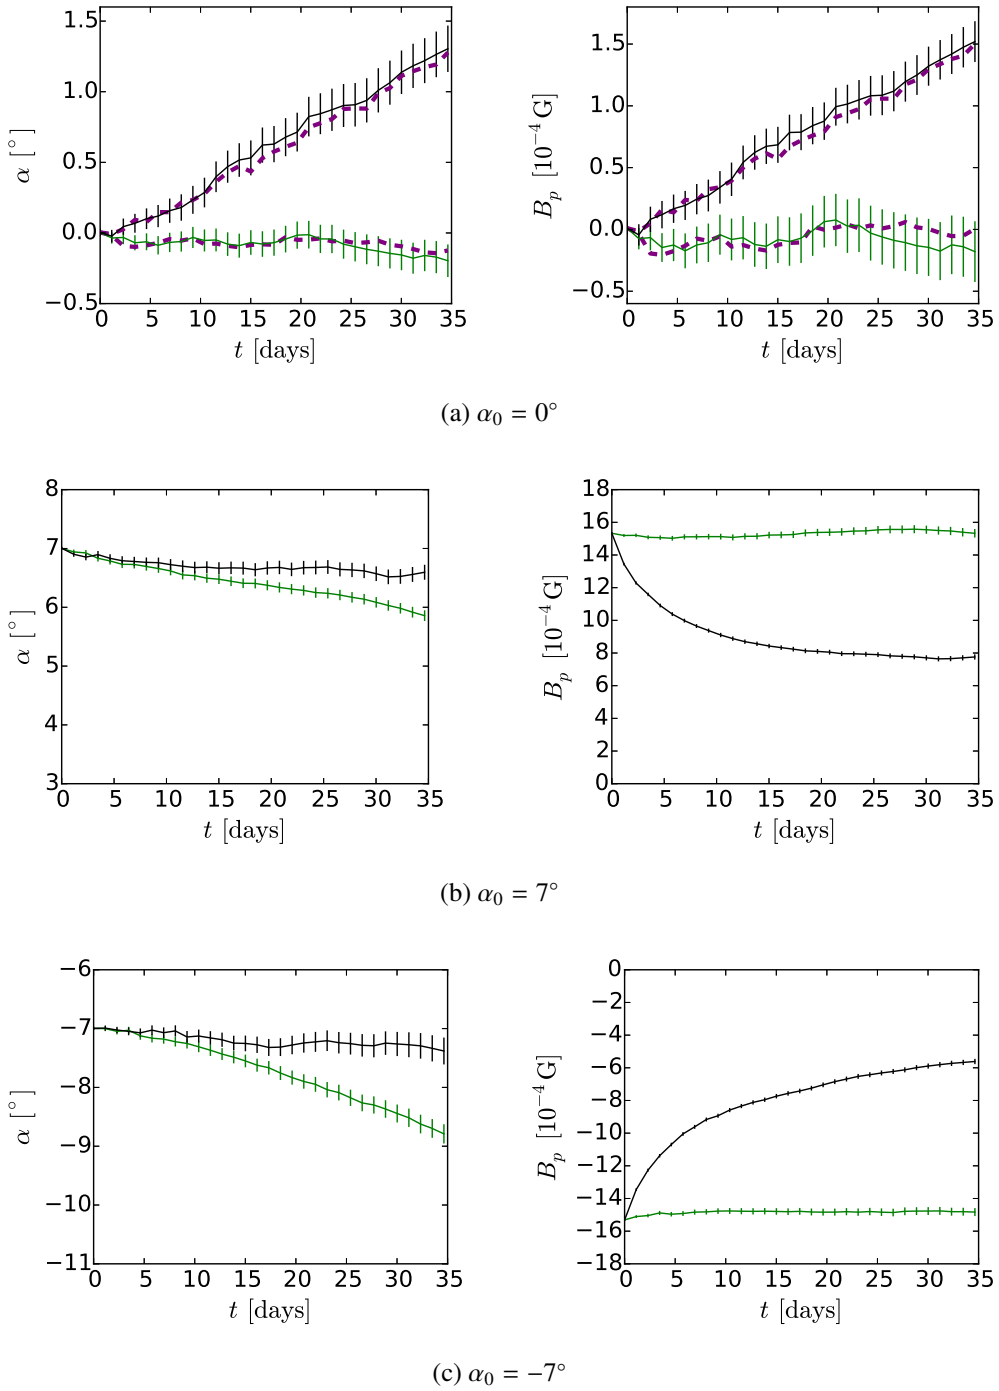 1.5
1.0
0.5
0.0
−0.5
α [°]
0 5 10 15 20 25 30 35
t [days]
1.5
1.0
0.5
0.0
−0.5
B_p [10⁻⁴ G]
0 5 10 15 20 25 30 35
t [days]
(a) α₀ = 0°
8
7
6
5
4
3
α [°]
0 5 10 15 20 25 30 35
t [days]
18
16
14
12
10
8
6
4
2
0
B_p [10⁻⁴ G]
0 5 10 15 20 25 30 35
t [days]
(b) α₀ = 7°
−6
−7
−8
−9
−10
−11
α [°]
0 5 10 15 20 25 30 35
t [days]
0
−2
−4
−6
−8
−10
−12
−14
−16
−18
B_p [10⁻⁴ G]
0 5 10 15 20 25 30 35
t [days]
(c) α₀ = −7°